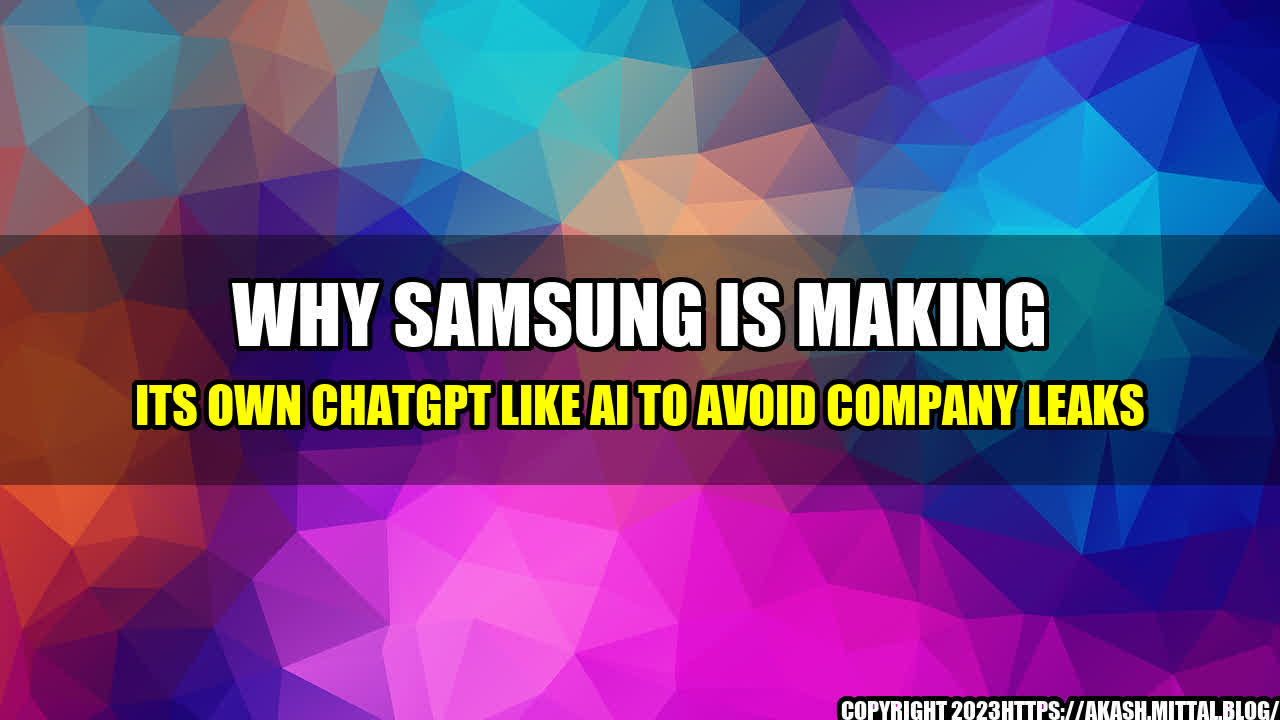 WHY SAMSUNG IS MAKING
ITS OWN CHATGPT LIKE AI TO AVOID COMPANY LEAKS
COPYRIGHT 2023HTTPS://AKASH.MITTAL.BLOG/